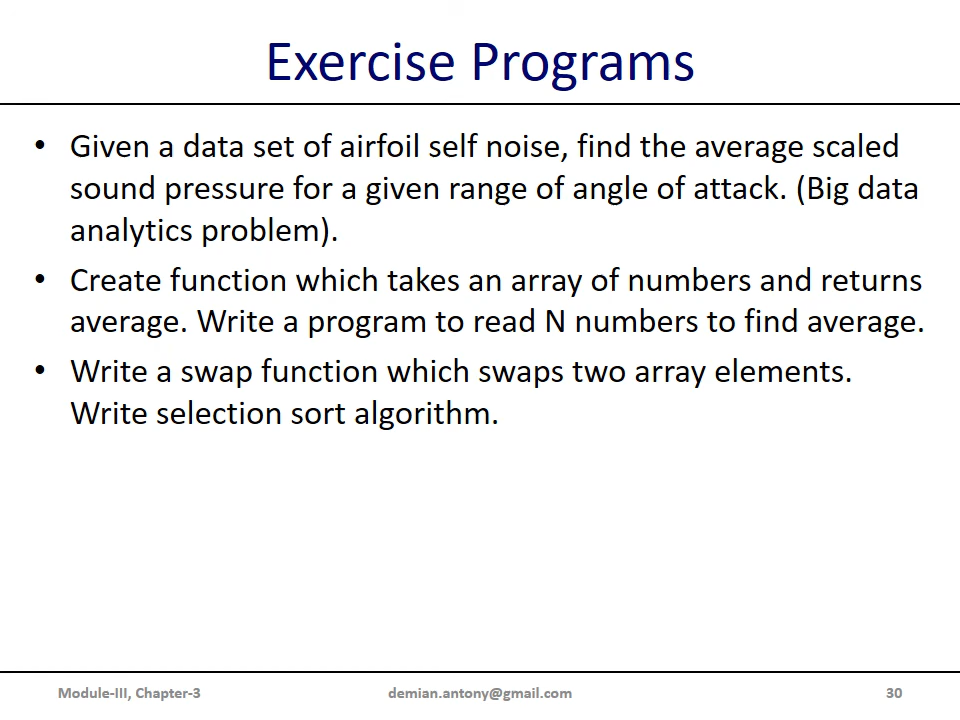 Exercise Programs
• Given a data set of airfoil self noise, find the average scaled
sound pressure for a given range of angle of attack. (Big data
analytics problem).
• Create function which takes an array of numbers and returns
average. Write a program to read N numbers to find average.
• Write a swap function which swaps two array elements.
Write selection sort algorithm.
Module-III, Chapter-3 demian.antony@gmail.com 30